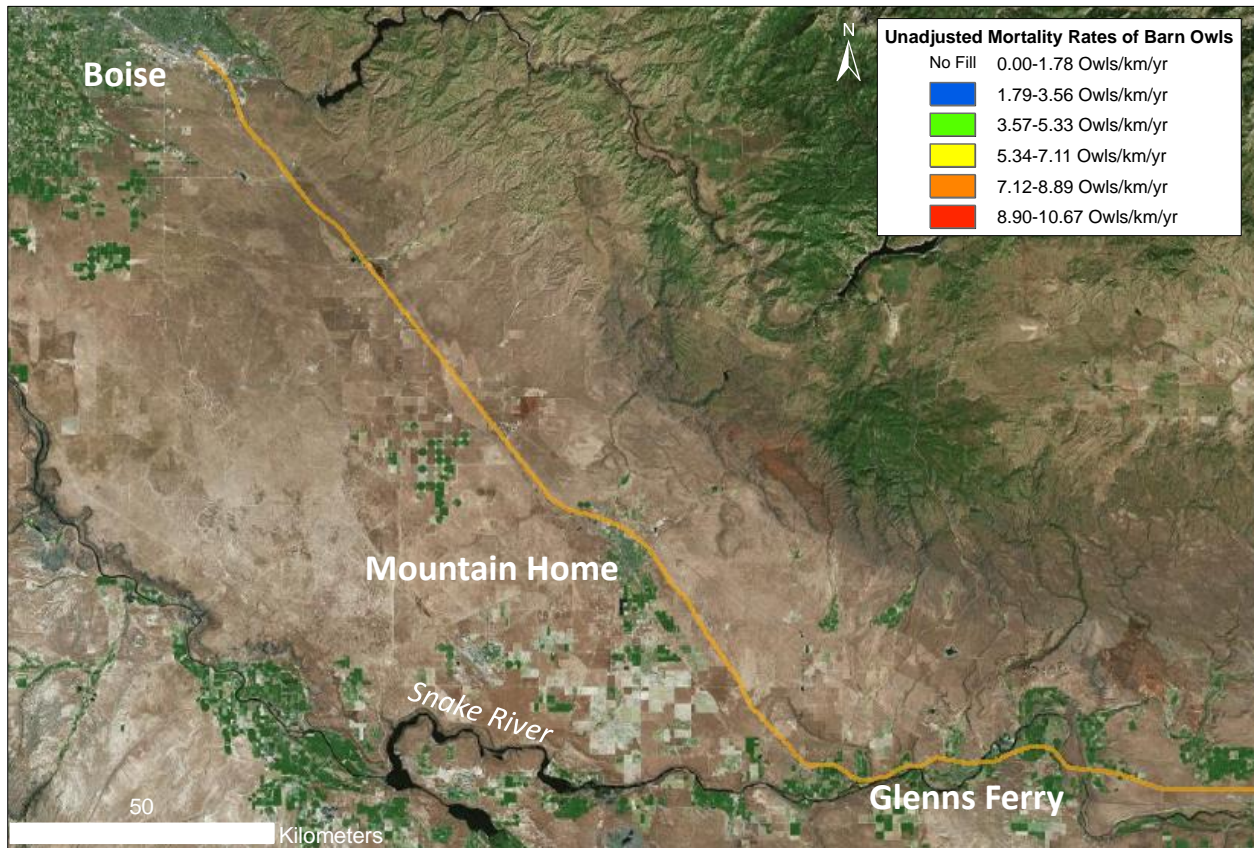 Boise
N
Unadjusted Mortality Rates of Barn Owls
No Fill 0.00-1.78 Owls/km/yr
1.79-3.56 Owls/km/yr
3.57-5.33 Owls/km/yr
5.34-7.11 Owls/km/yr
7.12-8.89 Owls/km/yr
8.90-10.67 Owls/km/yr
Mountain Home
Snake River
Glenns Ferry
50
Kilometers